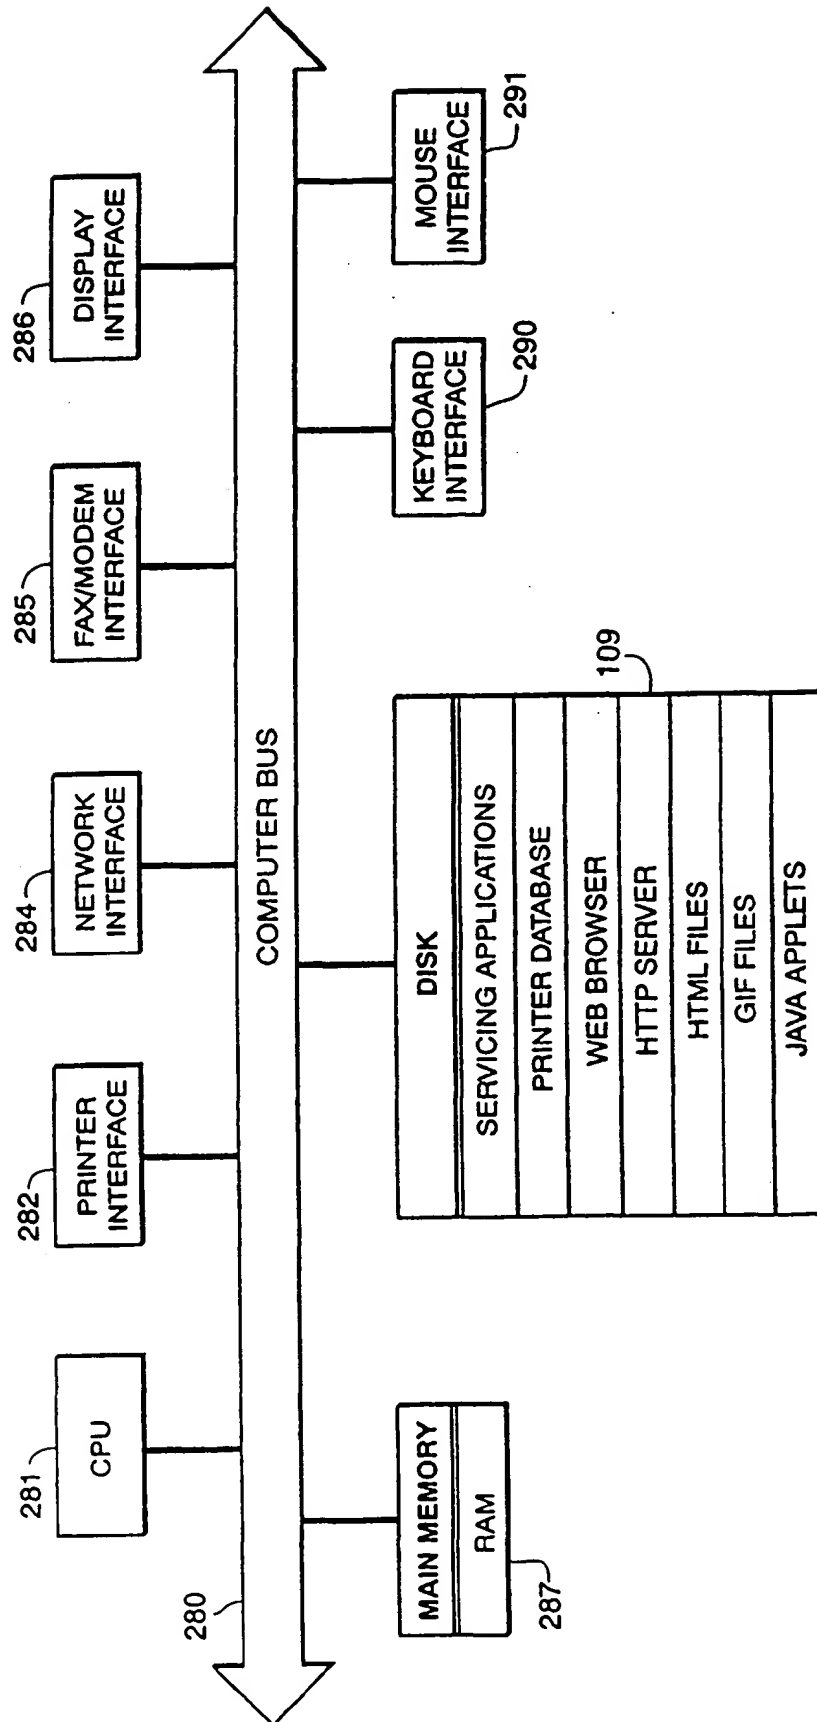 281
CPU
282
PRINTER
INTERFACE
284
NETWORK
INTERFACE
285
FAX/MODEM
INTERFACE
286
DISPLAY
INTERFACE
280
COMPUTER BUS
MAIN MEMORY
RAM
287
DISK
SERVICING APPLICATIONS
PRINTER DATABASE
WEB BROWSER
HTTP SERVER
HTML FILES
GIF FILES
JAVA APPLETS
109
KEYBOARD
INTERFACE
290
MOUSE
INTERFACE
291